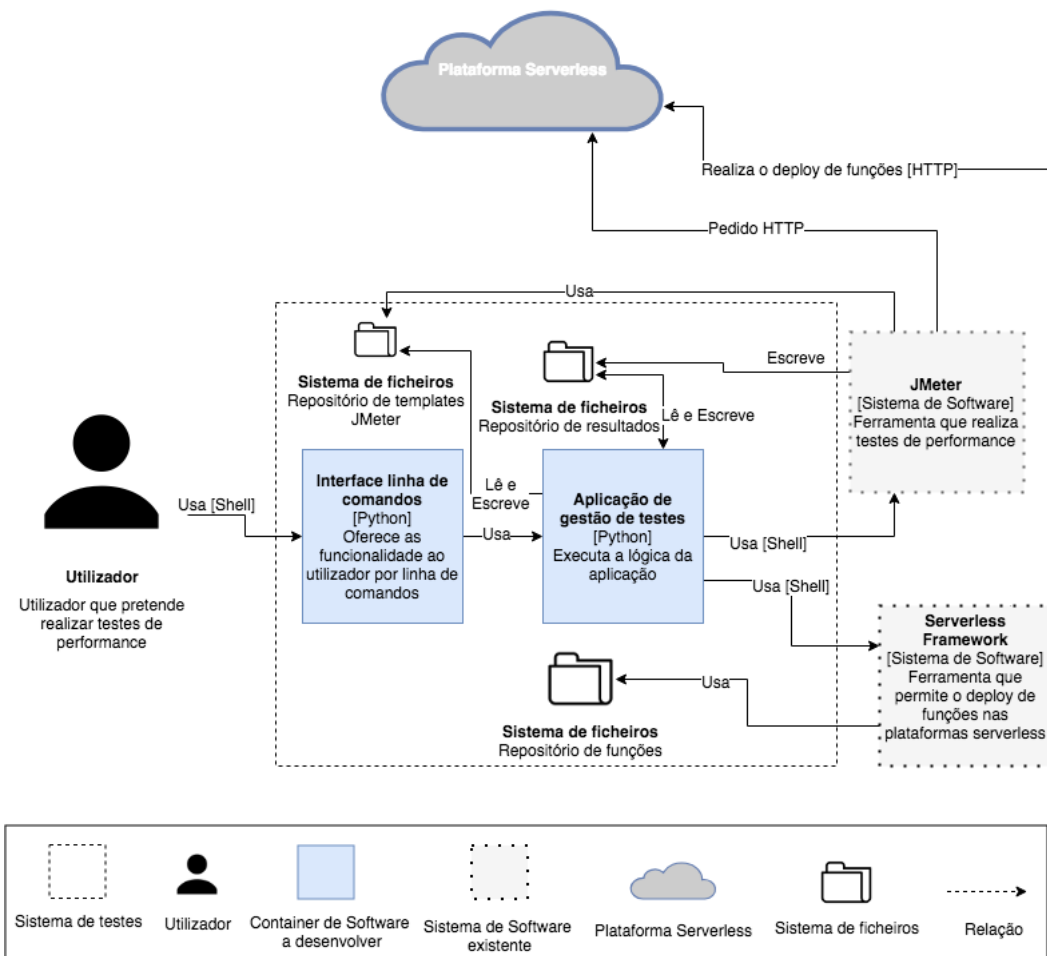 Plataforma Serverless
Realiza o deploy de funções [HTTP]
Pedido HTTP
Usa
Escreve
Sistema de ficheiros
Repositório de templates
JMeter
Sistema de ficheiros
Repositório de resultados
Lê e Escreve
JMeter
[Sistema de Software]
Ferramenta que realiza
testes de performance
Usa [Shell]
Interface linha de
comandos
[Python]
Oferece as
funcionalidade ao
utilizador por linha de
comandos
Lê e
Escreve
Usa
Aplicação de
gestão de testes
[Python]
Executa a lógica da
aplicação
Usa [Shell]
Usa [Shell]
Utilizador
Utilizador que pretende
realizar testes de
performance
Serverless
Framework
[Sistema de Software]
Ferramenta que
permite o deploy de
funções nas
plataformas serverless
Usa
Sistema de ficheiros
Repositório de funções
Sistema de testes
Utilizador
Container de Software
a desenvolver
Sistema de Software
existente
Plataforma Serverless
Sistema de ficheiros
Relação